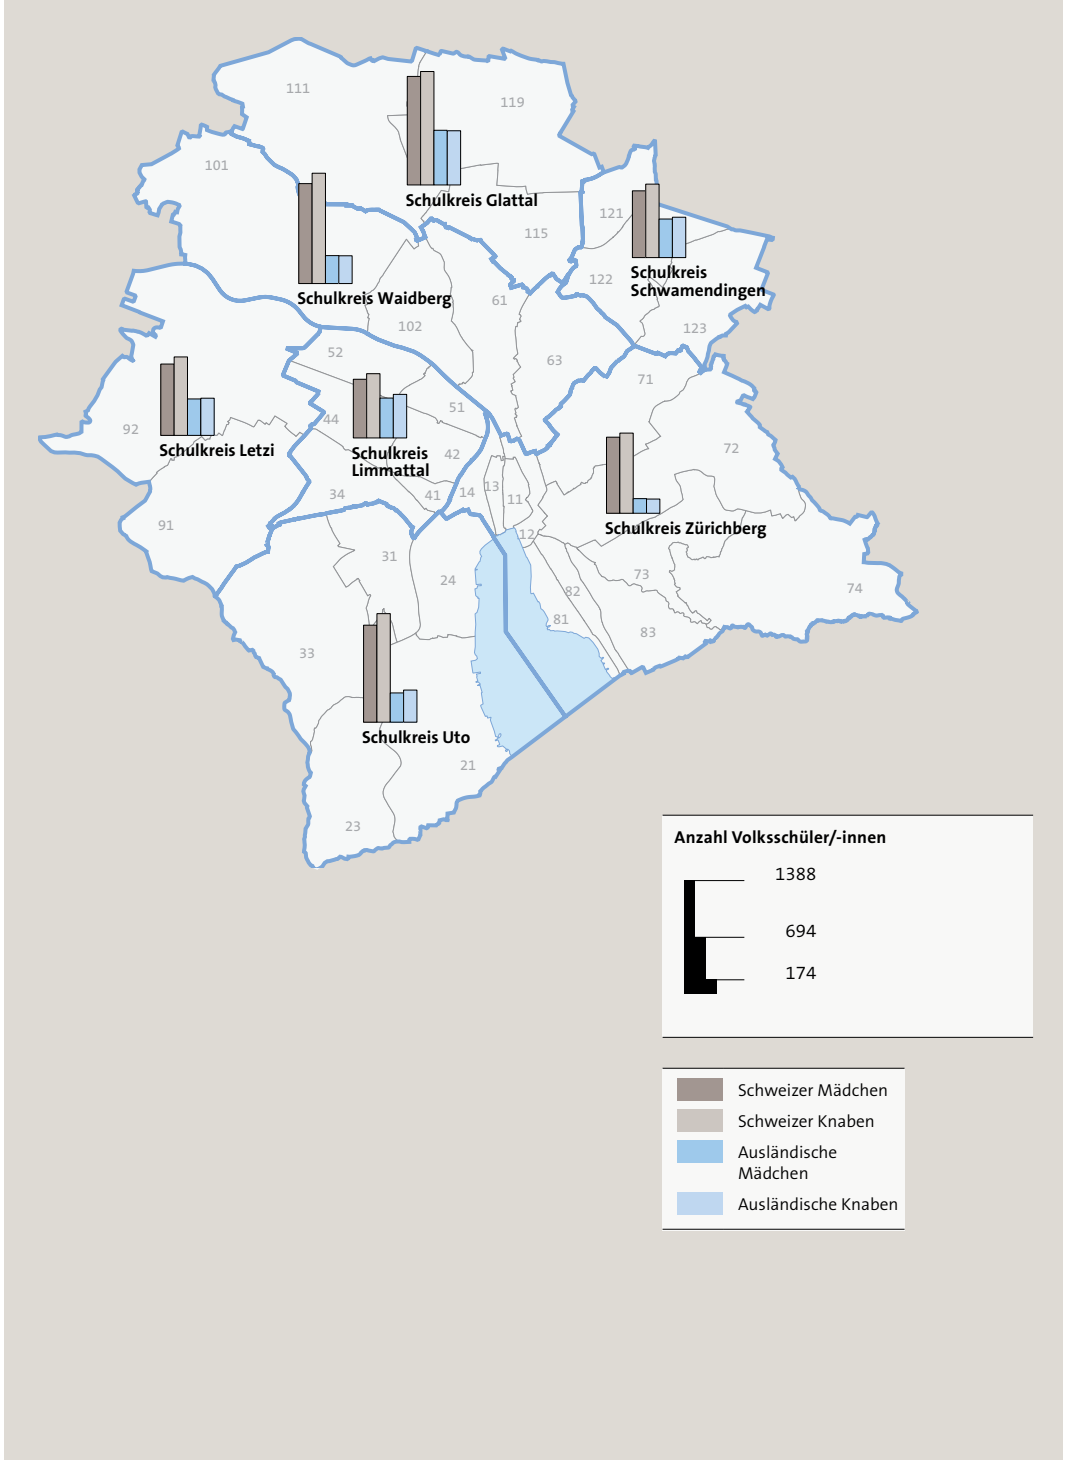 111
119
101
Schulkreis Glattal
121
115
122
Schulkreis
Schwamendingen
Schulkreis Waidberg
61
102
123
52
63
71
51
44
92
Schulkreis Letzi
Schulkreis
Limmattal
42
72
34
41
14
13
11
91
Schulkreis Zürichberg
12
31
24
73
82
74
81
83
33
Schulkreis Uto
21
23
Anzahl Volksschüler/-innen
1388
694
174
Schweizer Mädchen
Schweizer Knaben
Ausländische
Mädchen
Ausländische Knaben